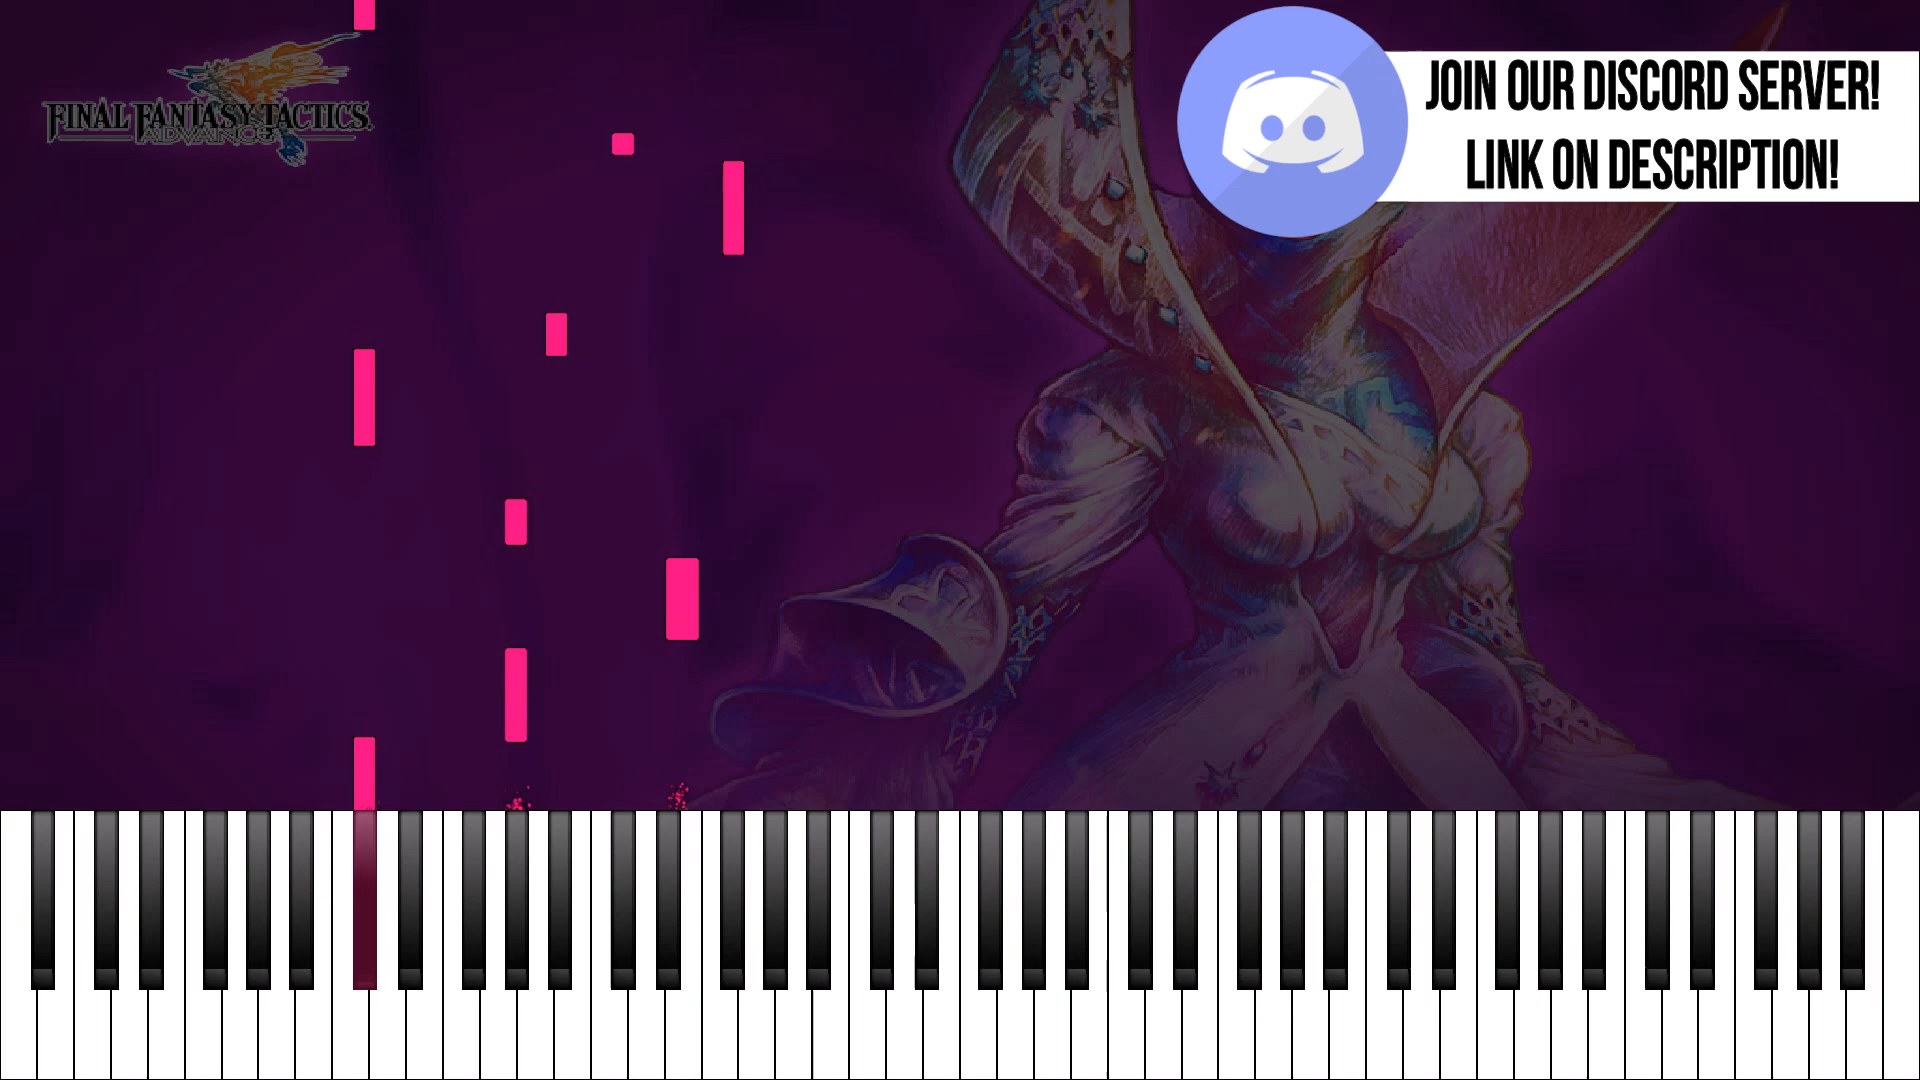 FINAL FANTASY TACTICS
ADVANCE
JOIN OUR DISCORD SERVER!
LINK ON DESCRIPTION!